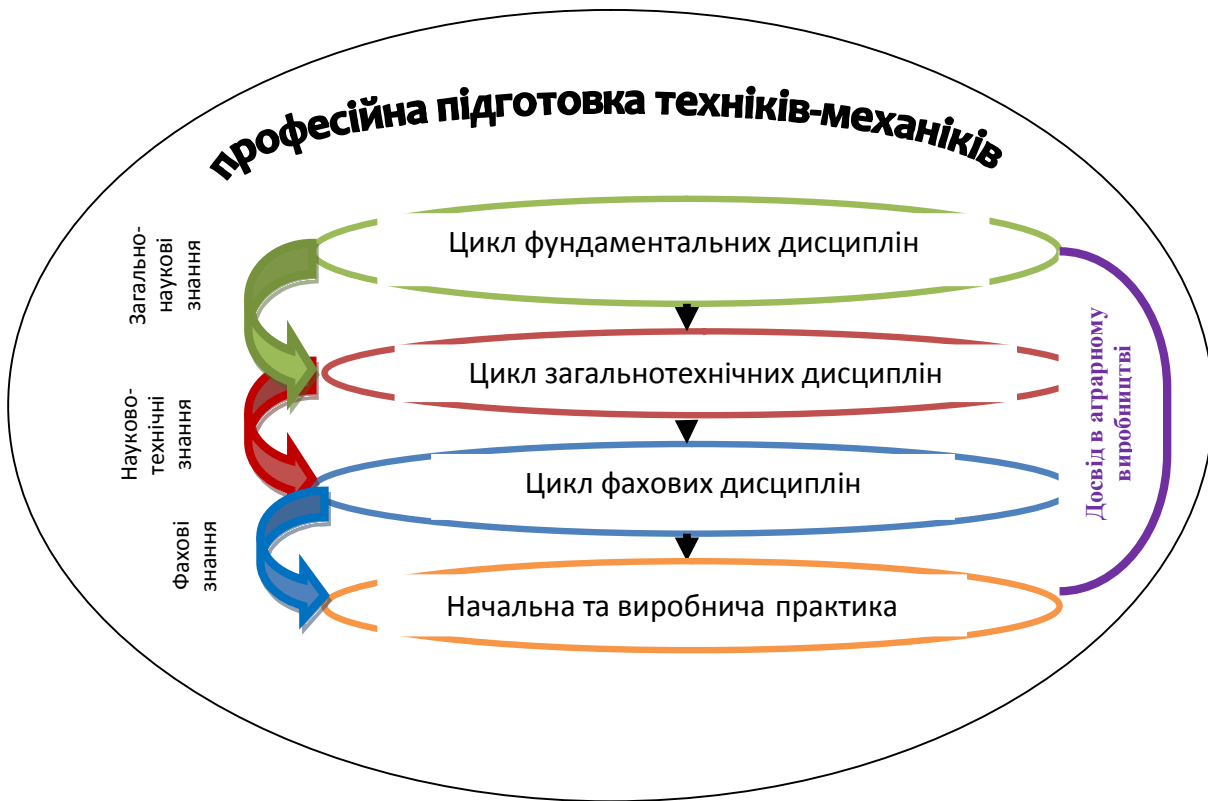 професійна підготовка техніків-механіків
Загально-
наукові
знання
Цикл фундаментальних дисциплін
Цикл загальнотехнічних дисциплін
Науково-
технічні
знання
Цикл фахових дисциплін
Фахові
знання
Начальна та виробнича практика
Досвід в аграрному
виробництві